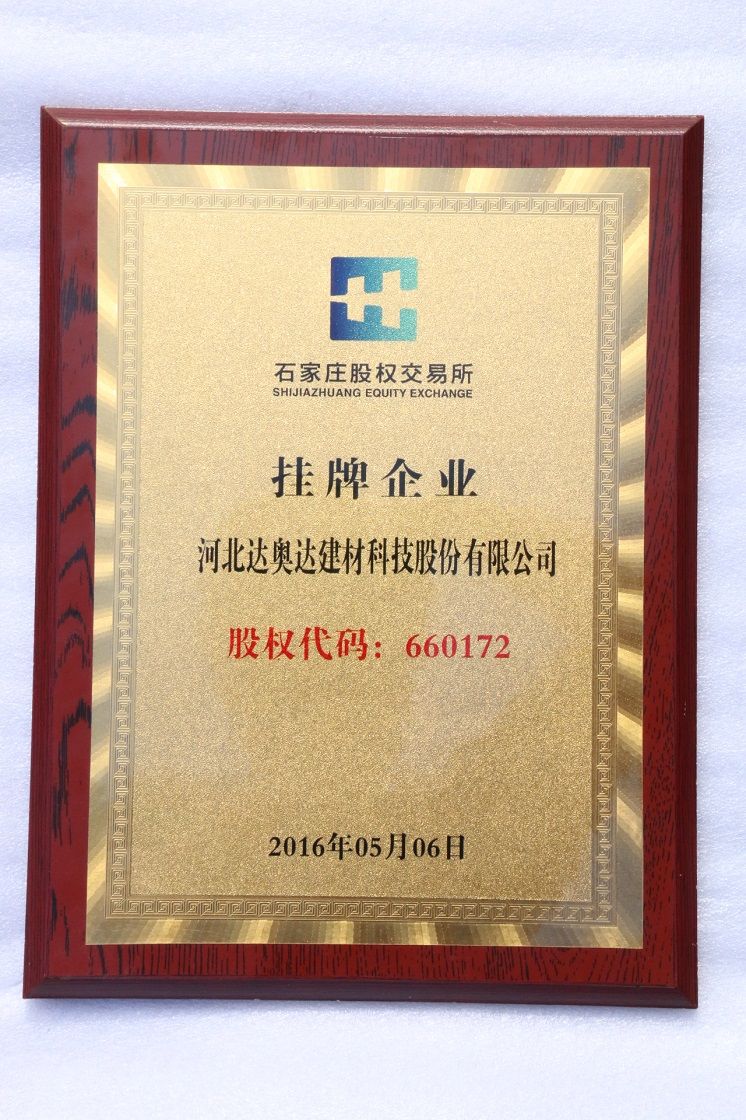 石家庄股权交易所
SHIJIAZHUANG EQUITY EXCHANGE
挂牌企业
河北达奥达建材科技股份有限公司
股权代码：660172
2016年05月06日